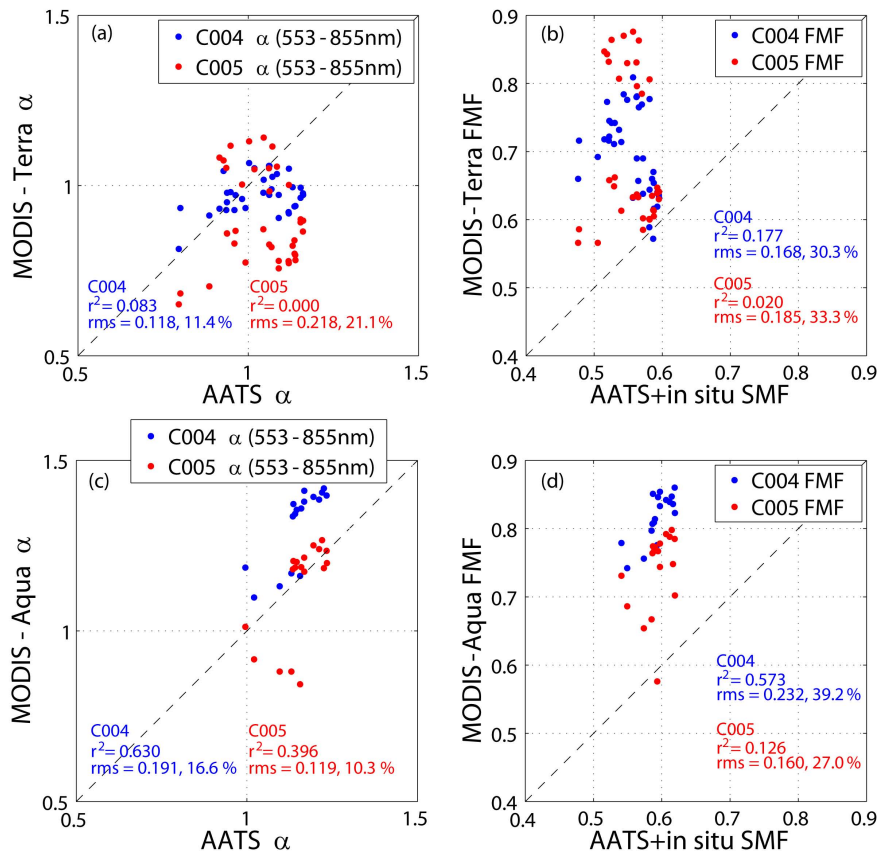 (a)
C004 α (553-855nm)
C005 α (553-855nm)
1.5
1
0.5
MODIS - Terra α
C004
r² = 0.083
rms = 0.118, 11.4 %
C005
r² = 0.000
rms = 0.218, 21.1 %
0.5
1
1.5
AATS α
(b)
C004 FMF
C005 FMF
0.9
0.8
0.7
0.6
0.5
0.4
MODIS-Terra FMF
C004
r² = 0.177
rms = 0.168, 30.3 %
C005
r² = 0.020
rms = 0.185, 33.3 %
0.4
0.5
0.6
0.7
0.8
0.9
AATS+in situ SMF
(c)
C004 α (553-855nm)
C005 α (553-855nm)
1.5
1
0.5
MODIS - Aqua α
C004
r² = 0.630
rms = 0.191, 16.6 %
C005
r² = 0.396
rms = 0.119, 10.3 %
0.5
1
1.5
AATS α
(d)
C004 FMF
C005 FMF
0.9
0.8
0.7
0.6
0.5
0.4
MODIS-Aqua FMF
C004
r² = 0.573
rms = 0.232, 39.2 %
C005
r² = 0.126
rms = 0.160, 27.0 %
0.4
0.5
0.6
0.7
0.8
0.9
AATS+in situ SMF